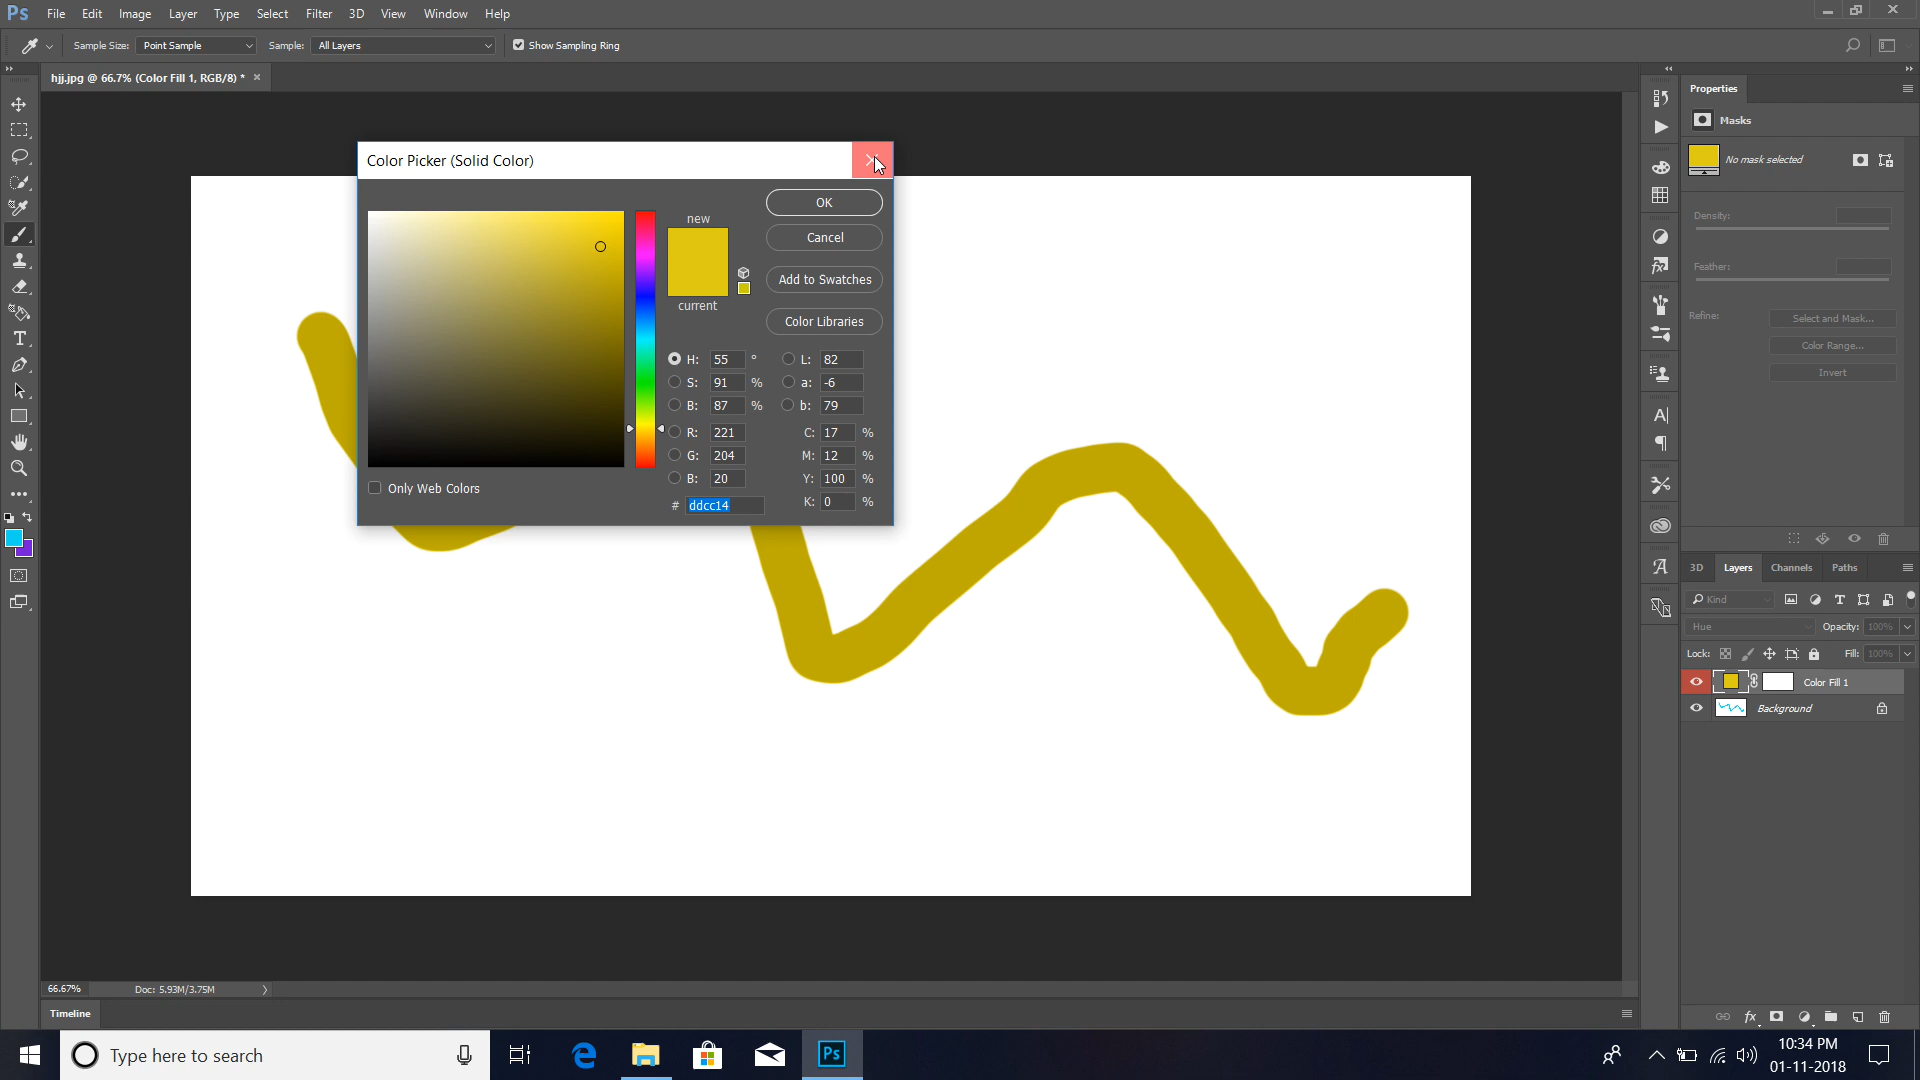 Ps File Edit Image Layer Type Select Filter 3D View Window Help
Sample Size: Point Sample Sample: All Layers Show Sampling Ring
hjj.jpg @ 66.7% (Color Fill 1, RGB/8) *
Color Picker (Solid Color)
new
current
OK
Cancel
Add to Swatches
Color Libraries
H: 55 ° L: 82
S: 91 % a: -6
B: 87 % b: 79
R: 221 C: 17 %
G: 204 M: 12 %
B: 20 Y: 100 %
# ddcc14 K: 0 %
Only Web Colors
Properties
Masks
No mask selected
Density:
Feather:
Refine: Select and Mask...
Color Range...
Invert
3D Layers Channels Paths
Kind
Hue Opacity: 100%
Lock: Fill: 100%
Color Fill 1
Background
66.67% Doc: 5.93M/3.75M
Timeline
Type here to search
Ps
10:34 PM
01-11-2018